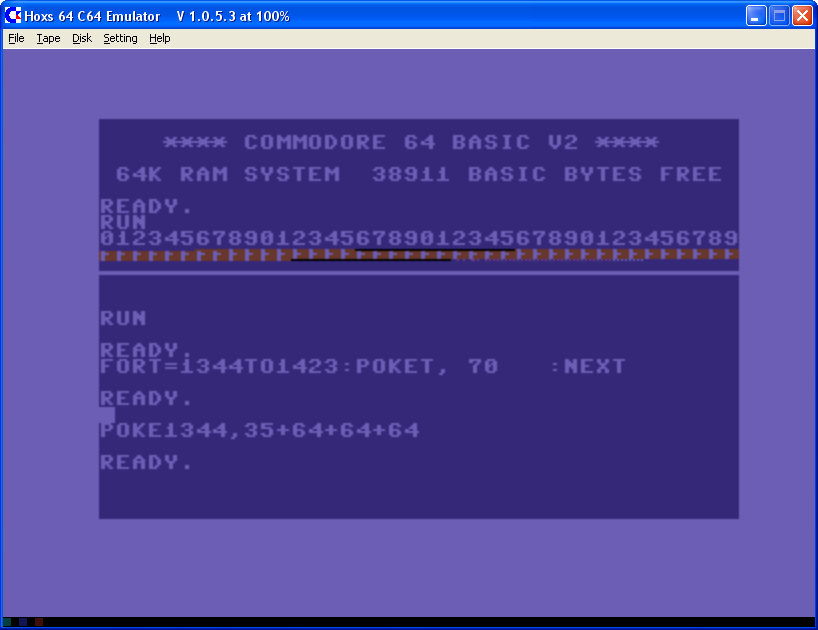 Hoxs 64 C64 Emulator V 1.0.5.3 at 100%
File Tape Disk Setting Help
**** COMMODORE 64 BASIC V2 ****
64K RAM SYSTEM 38911 BASIC BYTES FREE
READY.
RUN
0123456789012345678901234567890123456789
RUN
READY.
FORT=1344TO1423:POKET, 70 :NEXT
READY.
POKE1344,35+64+64+64
READY.